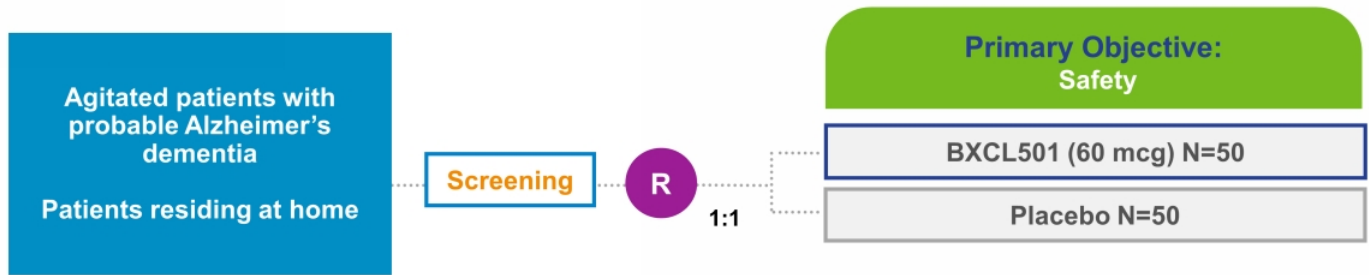 Agitated patients with
probable Alzheimer's
dementia
Patients residing at home
Screening
R
1:1
Primary Objective:
Safety
BXCL501 (60 mcg) N=50
Placebo N=50